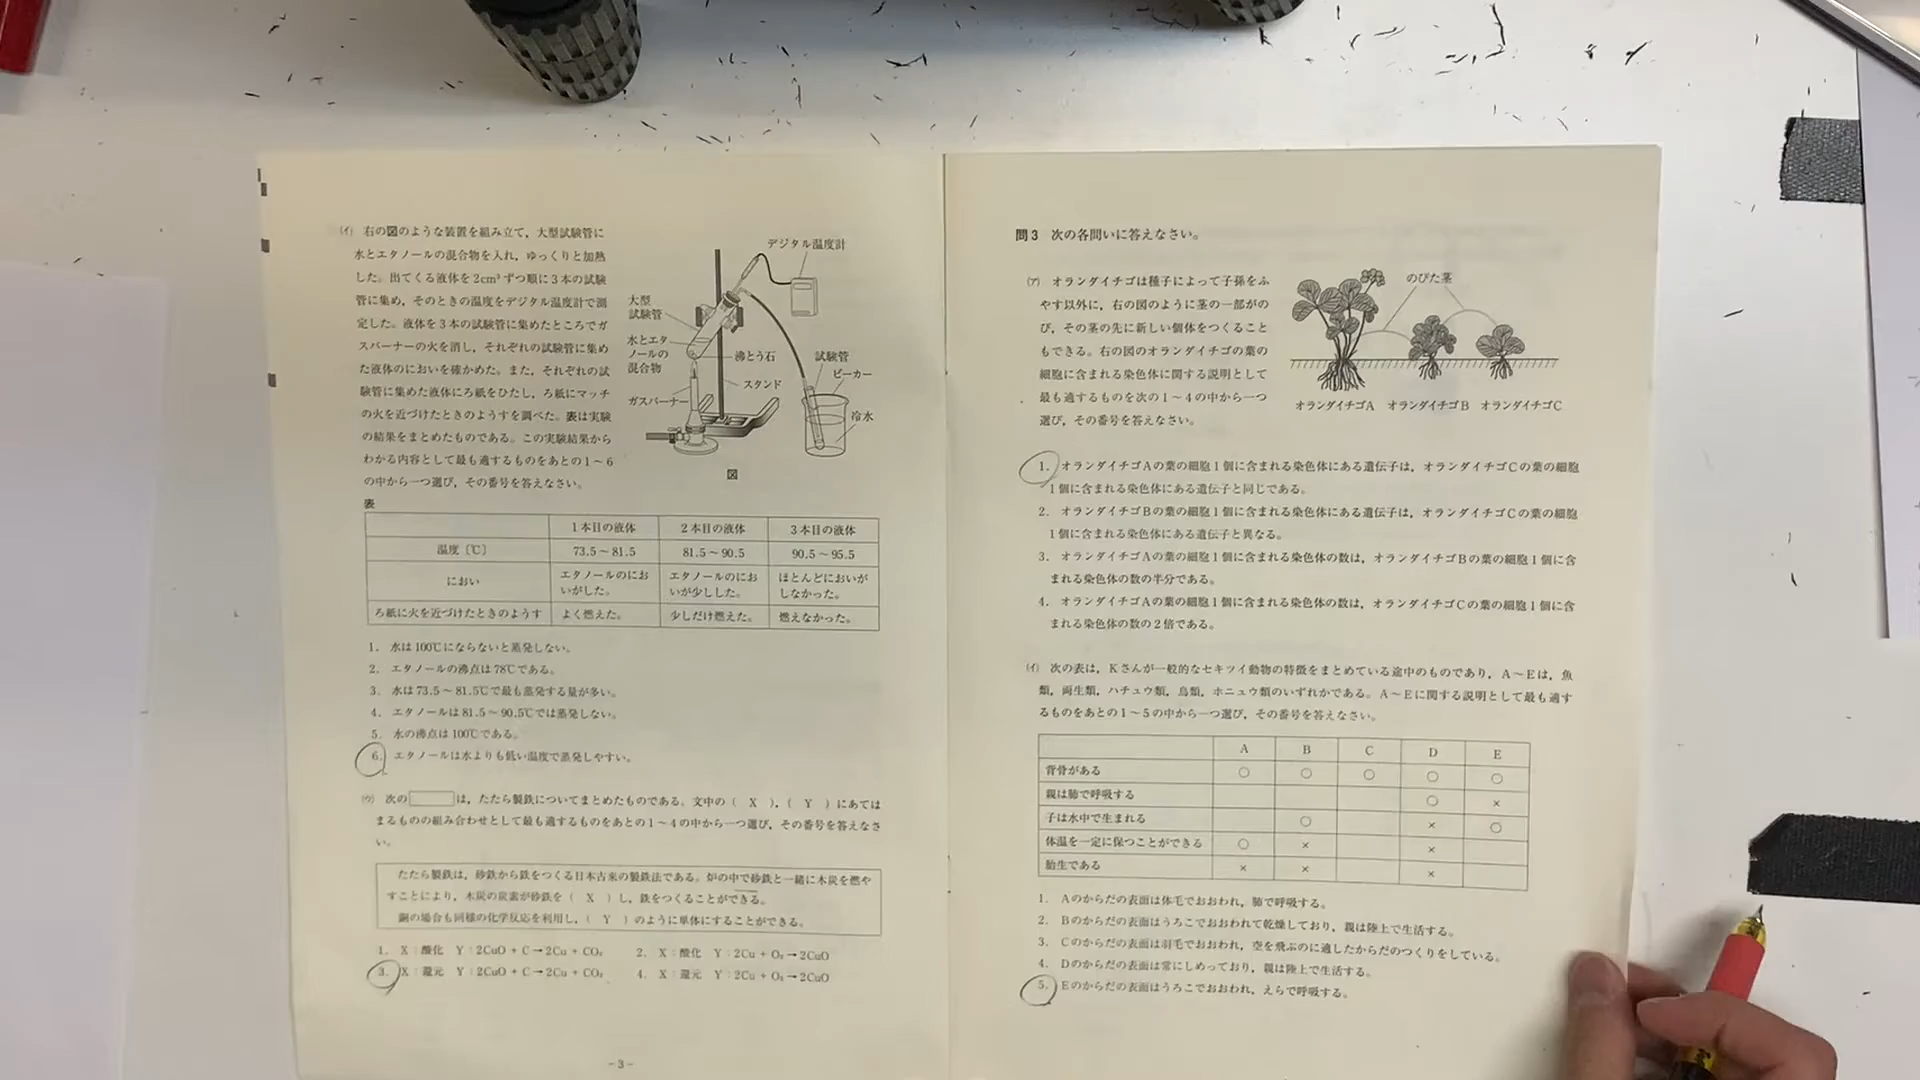 (イ) 右の図のような装置を組み立て，大型試験管に
水とエタノールの混合物を入れ，ゆっくりと加熱
した。出てくる液体を2cm³ずつ順に3本の試験
管に集め，そのときの温度をデジタル温度計で測
定した。液体を3本の試験管に集めたところでガ
スバーナーの火を消し，それぞれの試験管に集め
た液体のにおいを確かめた。また，それぞれの試
験管に集めた液体にろ紙をひたし，ろ紙にマッチ
の火を近づけたときのようすを調べた。表は実験
の結果をまとめたものである。この実験結果から
わかる内容として最も適するものをあとの1～6
の中から一つ選び，その番号を答えなさい。
デジタル温度計
大型
試験管
水とエタ
ノールの
混合物
沸とう石
試験管
ビーカー
スタンド
ガスバーナー
冷水
図
表
1本目の液体 2本目の液体 3本目の液体
温度〔℃〕 73.5～81.5 81.5～90.5 90.5～95.5
におい エタノールのにお エタノールのにお ほとんどにおいが
いがした。 いが少しした。 しなかった。
ろ紙に火を近づけたときのようす よく燃えた。 少しだけ燃えた。 燃えなかった。
1. 水は100℃にならないと蒸発しない。
2. エタノールの沸点は78℃である。
3. 水は73.5～81.5℃で最も蒸発する量が多い。
4. エタノールは81.5～90.5℃では蒸発しない。
5. 水の沸点は100℃である。
6. エタノールは水よりも低い温度で蒸発しやすい。
(ウ) 次の は，たたら製鉄についてまとめたものである。文中の（ X ），（ Y ）にあては
まるものの組み合わせとして最も適するものをあとの1～4の中から一つ選び，その番号を答えなさ
い。
たたら製鉄は，砂鉄から鉄をつくる日本古来の製鉄法である。炉の中で砂鉄と一緒に木炭を燃や
すことにより，木炭の炭素が砂鉄を（ X ）し，鉄をつくることができる。
銅の場合も同様の化学反応を利用し，（ Y ）のように単体にすることができる。
1. X：酸化 Y：2CuO + C → 2Cu + CO₂ 2. X：酸化 Y：2Cu + O₂ → 2CuO
3. X：還元 Y：2CuO + C → 2Cu + CO₂ 4. X：還元 Y：2Cu + O₂ → 2CuO
－3－
問3 次の各問いに答えなさい。
(ア) オランダイチゴは種子によって子孫をふ
やす以外に，右の図のように茎の一部がの
び，その茎の先に新しい個体をつくること
もできる。右の図のオランダイチゴの葉の
細胞に含まれる染色体に関する説明として
最も適するものを次の1～4の中から一つ
選び，その番号を答えなさい。
のびた茎
オランダイチゴA オランダイチゴB オランダイチゴC
1. オランダイチゴAの葉の細胞1個に含まれる染色体にある遺伝子は，オランダイチゴCの葉の細胞
1個に含まれる染色体にある遺伝子と同じである。
2. オランダイチゴBの葉の細胞1個に含まれる染色体にある遺伝子は，オランダイチゴCの葉の細胞
1個に含まれる染色体にある遺伝子と異なる。
3. オランダイチゴAの葉の細胞1個に含まれる染色体の数は，オランダイチゴBの葉の細胞1個に含
まれる染色体の数の半分である。
4. オランダイチゴAの葉の細胞1個に含まれる染色体の数は，オランダイチゴCの葉の細胞1個に含
まれる染色体の数の2倍である。
(イ) 次の表は，Kさんが一般的なセキツイ動物の特徴をまとめている途中のものであり，A～Eは，魚
類，両生類，ハチュウ類，鳥類，ホニュウ類のいずれかである。A～Eに関する説明として最も適す
るものをあとの1～5の中から一つ選び，その番号を答えなさい。
A B C D E
背骨がある ○ ○ ○ ○ ○
親は肺で呼吸する ○ ×
子は水中で生まれる ○ × ○
体温を一定に保つことができる ○ × ×
胎生である × × ×
1. Aのからだの表面は体毛でおおわれ，肺で呼吸する。
2. Bのからだの表面はうろこでおおわれて乾燥しており，親は陸上で生活する。
3. Cのからだの表面は羽毛でおおわれ，空を飛ぶのに適したからだのつくりをしている。
4. Dのからだの表面は常にしめっており，親は陸上で生活する。
5. Eのからだの表面はうろこでおおわれ，えらで呼吸する。